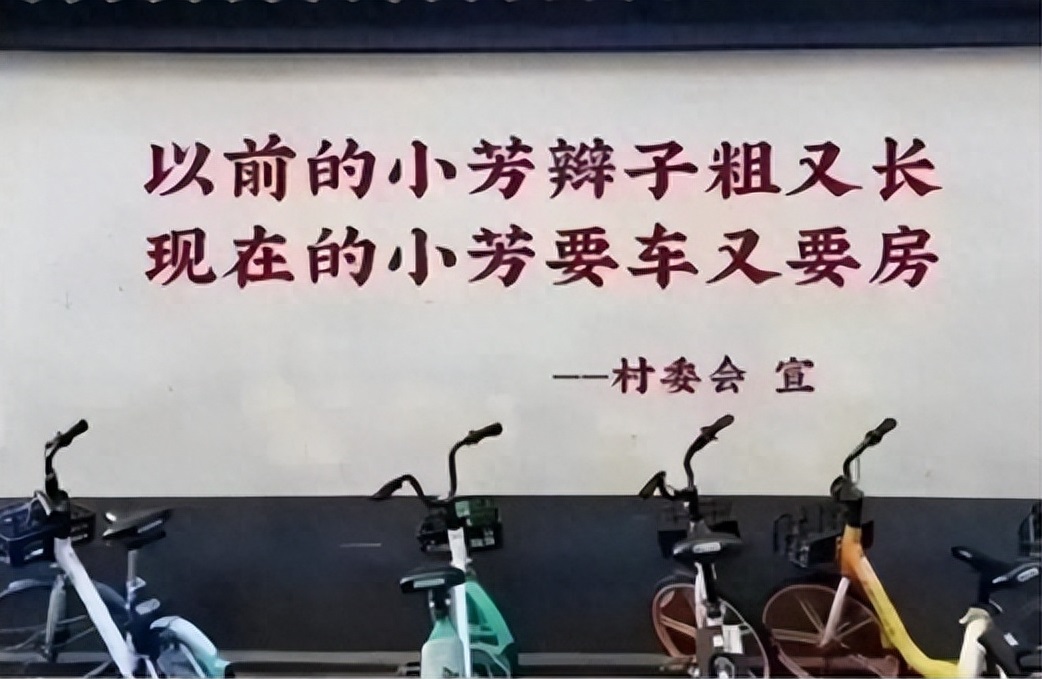 以前的小芳辫子粗又长
现在的小芳要车又要房
——村委会 宣